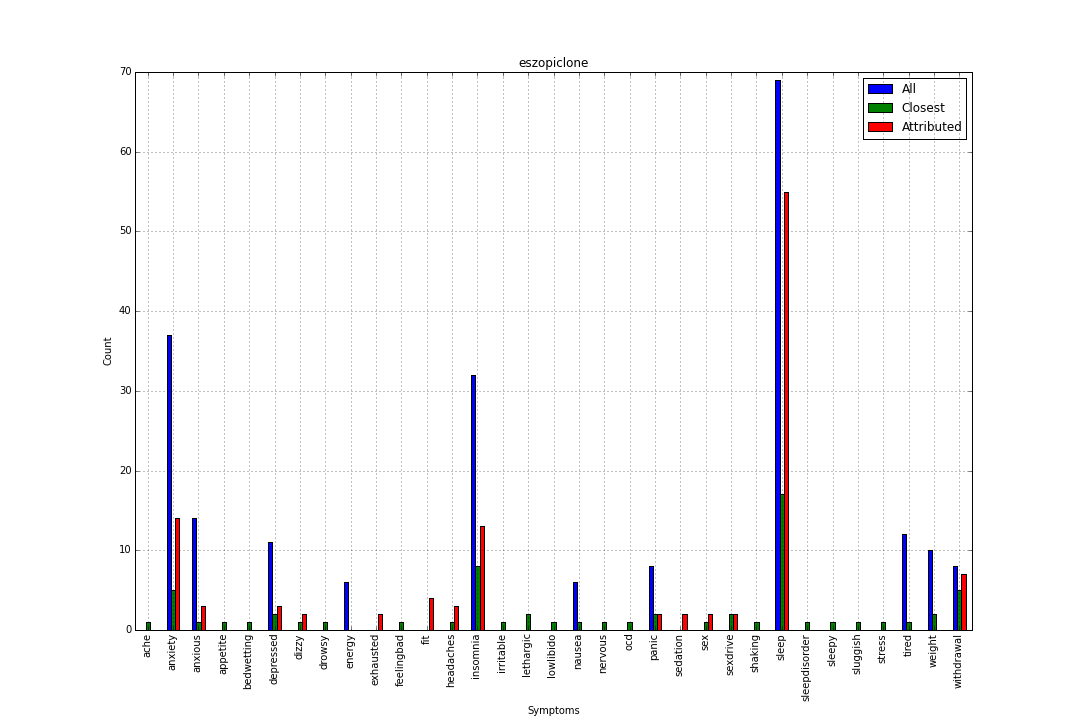 eszopiclone
70
60
50
40
30
20
10
0
Count
All
Closest
Attributed
ache
anxiety
anxious
appetite
bedwetting
depressed
dizzy
drowsy
energy
exhausted
feelingbad
fit
headaches
insomnia
irritable
lethargic
lowlibido
nausea
nervous
ocd
panic
sedation
sex
sexdrive
shaking
sleep
sleepdisorder
sleepy
sluggish
stress
tired
weight
withdrawal
Symptoms